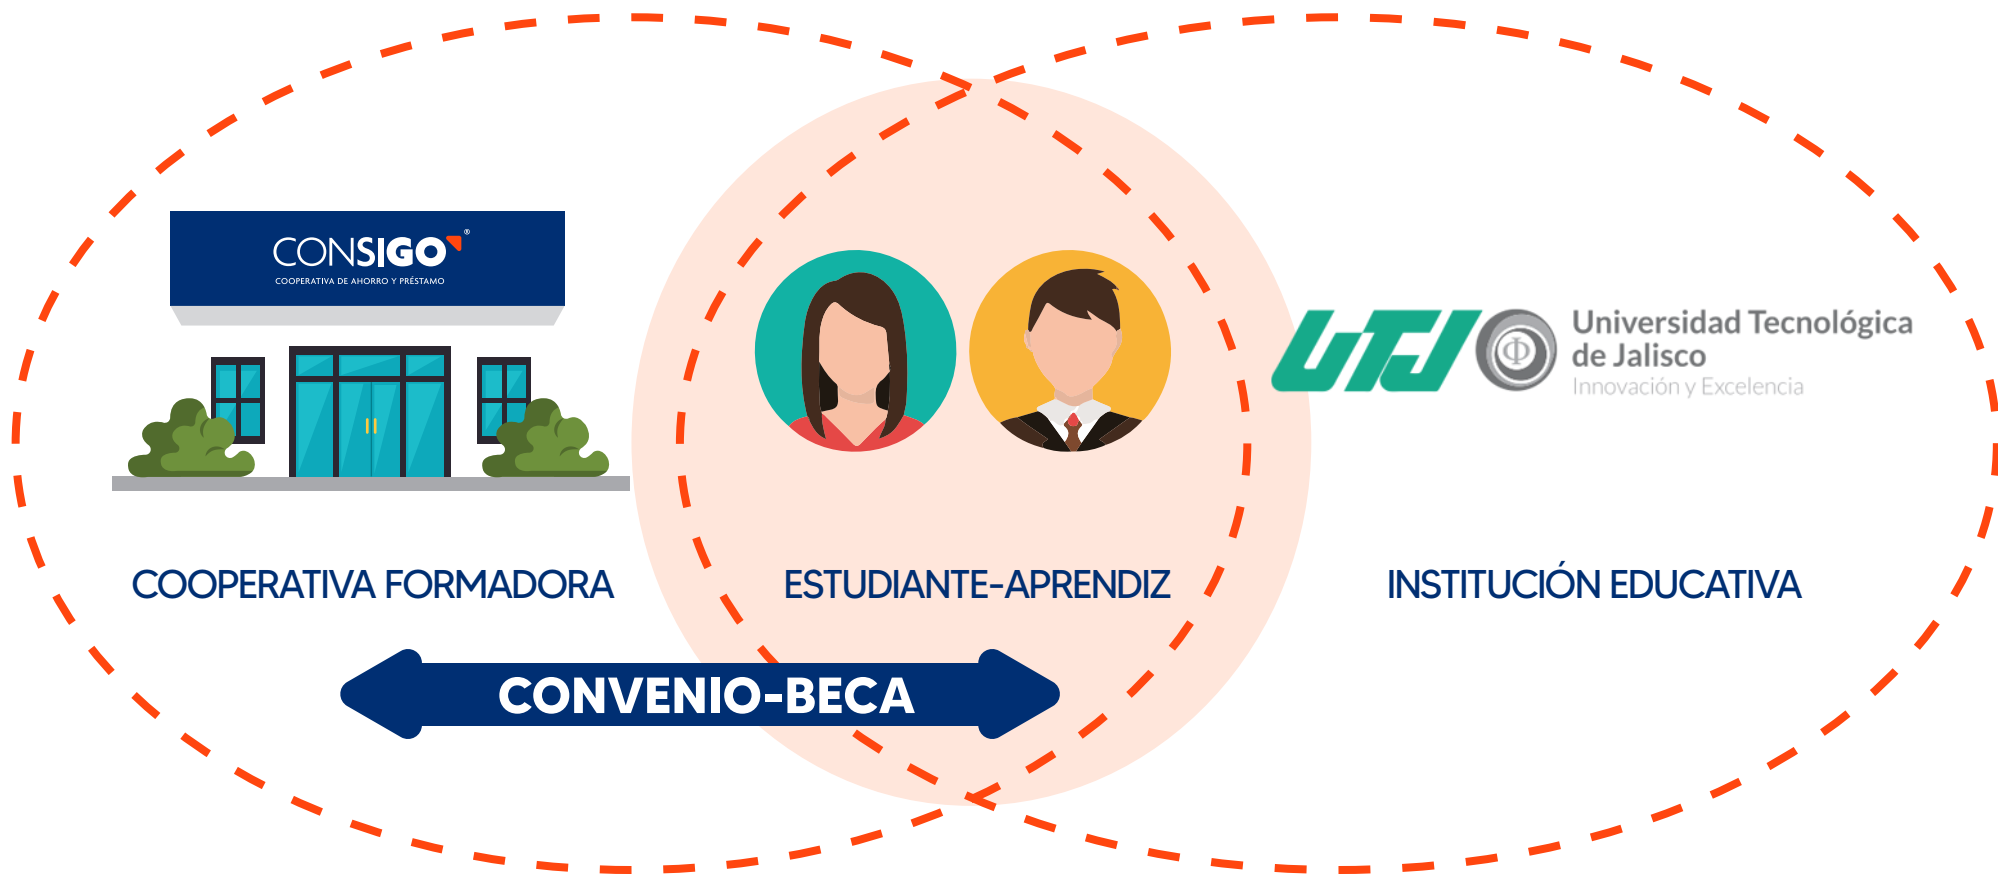 CONSIGO®
COOPERATIVA DE AHORRO Y PRÉSTAMO
UTJ
Universidad Tecnológica
de Jalisco
Innovación y Excelencia
COOPERATIVA FORMADORA
ESTUDIANTE-APRENDIZ
INSTITUCIÓN EDUCATIVA
CONVENIO-BECA